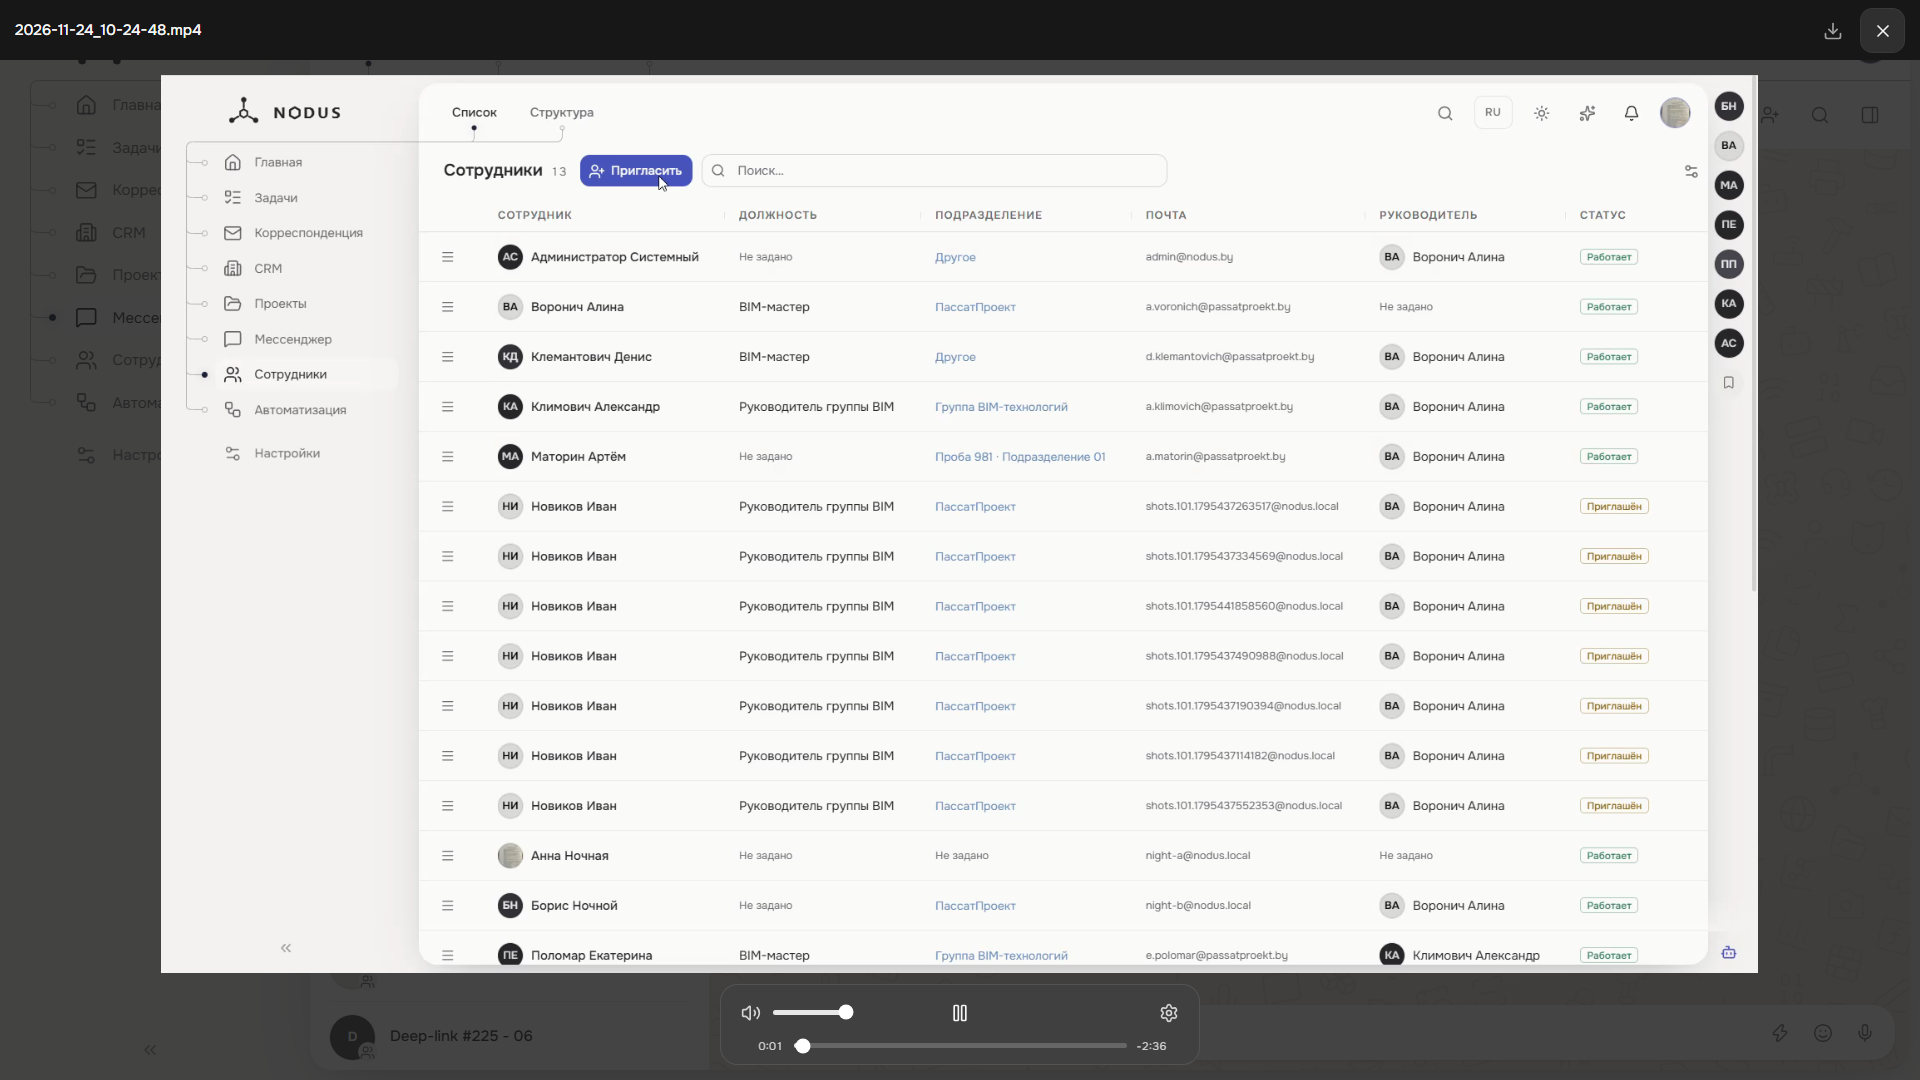 2026-11-24_10-24-48.mp4
NODUS
Список Структура
RU
Главная
Задачи
Корреспонденция
CRM
Проекты
Мессенджер
Сотрудники
Автоматизация
Настройки
Сотрудники 13 Пригласить Поиск...
СОТРУДНИК ДОЛЖНОСТЬ ПОДРАЗДЕЛЕНИЕ ПОЧТА РУКОВОДИТЕЛЬ СТАТУС
АС Администратор Системный Не задано Другое admin@nodus.by ВА Воронич Алина Работает
ВА Воронич Алина BIM-мастер ПассатПроект a.voronich@passatproekt.by Не задано Работает
КД Клемантович Денис BIM-мастер Другое d.klemantovich@passatproekt.by ВА Воронич Алина Работает
КА Климович Александр Руководитель группы BIM Группа BIM-технологий a.klimovich@passatproekt.by ВА Воронич Алина Работает
МА Маторин Артём Не задано Проба 981 · Подразделение 01 a.matorin@passatproekt.by ВА Воронич Алина Работает
НИ Новиков Иван Руководитель группы BIM ПассатПроект shots.101.1795437263517@nodus.local ВА Воронич Алина Приглашён
НИ Новиков Иван Руководитель группы BIM ПассатПроект shots.101.1795437334569@nodus.local ВА Воронич Алина Приглашён
НИ Новиков Иван Руководитель группы BIM ПассатПроект shots.101.1795441858560@nodus.local ВА Воронич Алина Приглашён
НИ Новиков Иван Руководитель группы BIM ПассатПроект shots.101.1795437490988@nodus.local ВА Воронич Алина Приглашён
НИ Новиков Иван Руководитель группы BIM ПассатПроект shots.101.1795437190394@nodus.local ВА Воронич Алина Приглашён
НИ Новиков Иван Руководитель группы BIM ПассатПроект shots.101.1795437114182@nodus.local ВА Воронич Алина Приглашён
НИ Новиков Иван Руководитель группы BIM ПассатПроект shots.101.1795437552353@nodus.local ВА Воронич Алина Приглашён
Анна Ночная Не задано Не задано night-a@nodus.local Не задано Работает
БН Борис Ночной Не задано ПассатПроект night-b@nodus.local ВА Воронич Алина Работает
ПЕ Поломар Екатерина BIM-мастер Группа BIM-технологий e.polomar@passatproekt.by КА Климович Александр Работает
БН
ВА
МА
ПЕ
ПП
КА
АС
Главна
Задачи
Коррес
CRM
Проект
Мессе
Сотруд
Автома
Настро
D Deep-link #225 - 06
0:01 -2:36